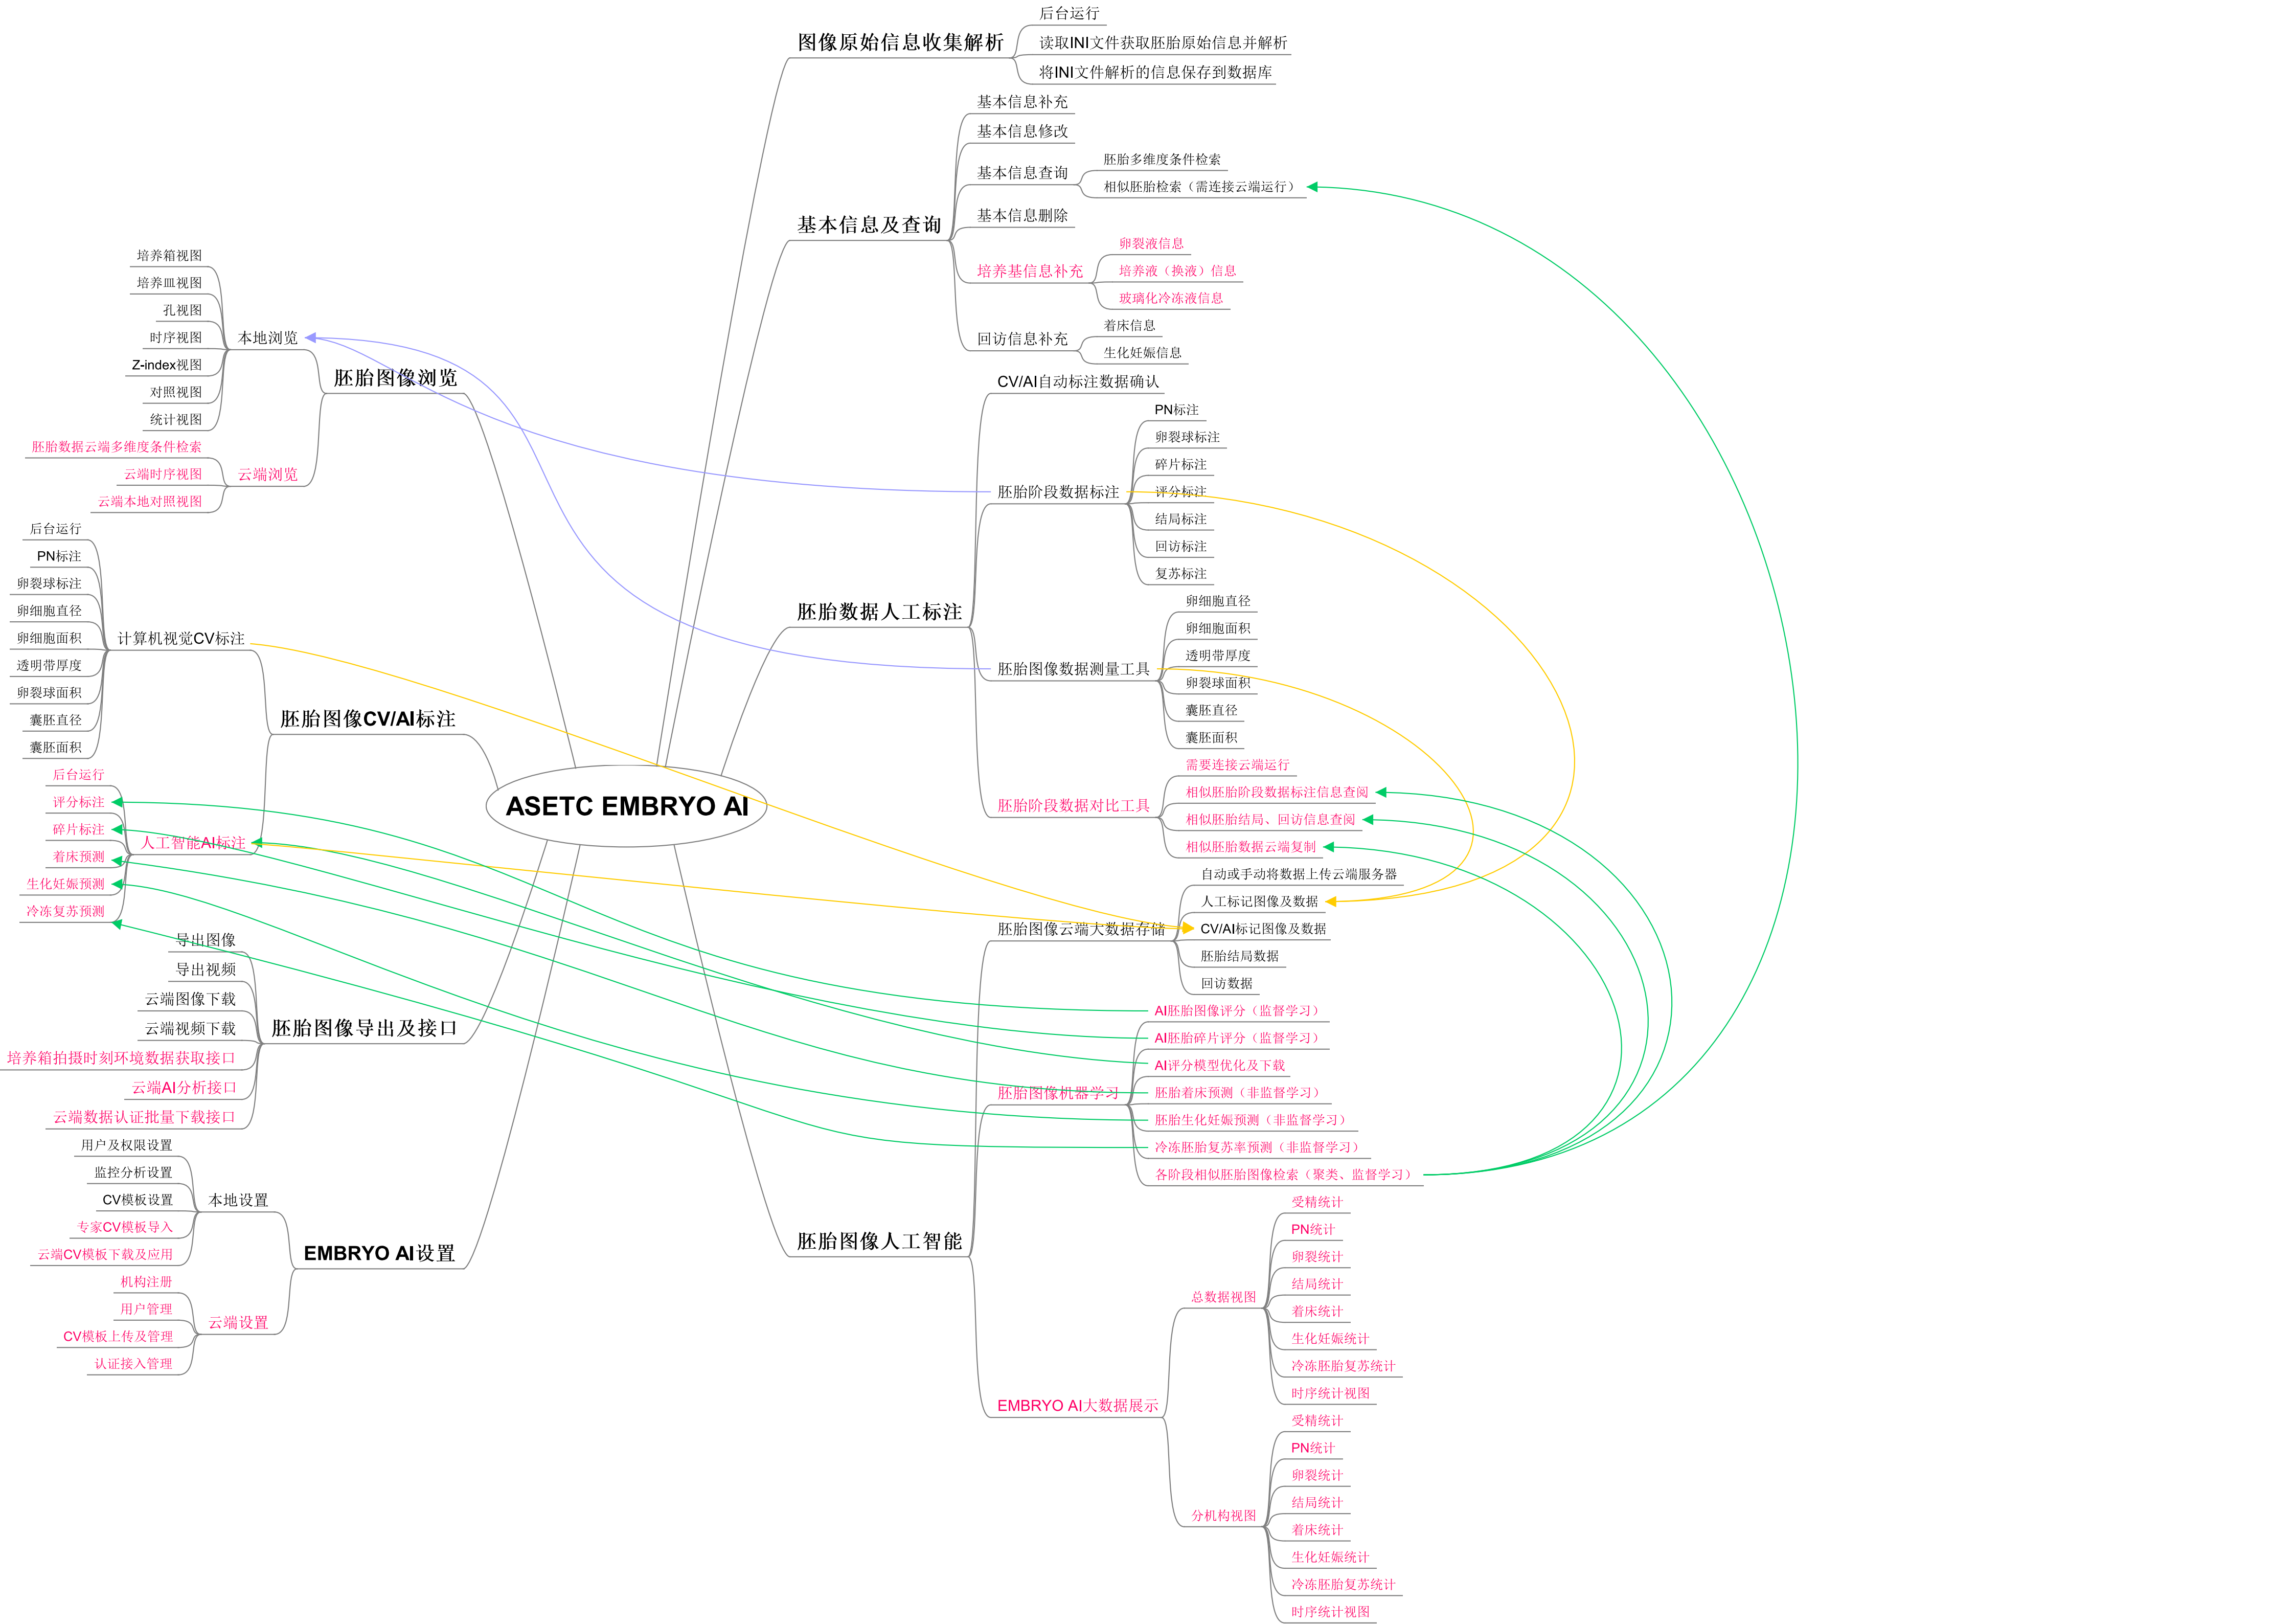 ASETC EMBRYO AI
图像原始信息收集解析
后台运行
读取INI文件获取胚胎原始信息并解析
将INI文件解析的信息保存到数据库
基本信息及查询
基本信息补充
基本信息修改
基本信息查询
胚胎多维度条件检索
相似胚胎检索（需连接云端运行）
基本信息删除
培养基信息补充
卵裂液信息
培养液（换液）信息
玻璃化冷冻液信息
回访信息补充
着床信息
生化妊娠信息
胚胎数据人工标注
CV/AI自动标注数据确认
胚胎阶段数据标注
PN标注
卵裂球标注
碎片标注
评分标注
结局标注
回访标注
复苏标注
胚胎图像数据测量工具
卵细胞直径
卵细胞面积
透明带厚度
卵裂球面积
囊胚直径
囊胚面积
胚胎阶段数据对比工具
需要连接云端运行
相似胚胎阶段数据标注信息查阅
相似胚胎结局、回访信息查阅
相似胚胎数据云端复制
胚胎图像人工智能
胚胎图像云端大数据存储
自动或手动将数据上传云端服务器
人工标记图像及数据
CV/AI标记图像及数据
胚胎结局数据
回访数据
胚胎图像机器学习
AI胚胎图像评分（监督学习）
AI胚胎碎片评分（监督学习）
AI评分模型优化及下载
胚胎着床预测（非监督学习）
胚胎生化妊娠预测（非监督学习）
冷冻胚胎复苏率预测（非监督学习）
各阶段相似胚胎图像检索（聚类、监督学习）
EMBRYO AI大数据展示
总数据视图
受精统计
PN统计
卵裂统计
结局统计
着床统计
生化妊娠统计
冷冻胚胎复苏统计
时序统计视图
分机构视图
受精统计
PN统计
卵裂统计
结局统计
着床统计
生化妊娠统计
冷冻胚胎复苏统计
时序统计视图
胚胎图像浏览
本地浏览
培养箱视图
培养皿视图
孔视图
时序视图
Z-index视图
对照视图
统计视图
云端浏览
胚胎数据云端多维度条件检索
云端时序视图
云端本地对照视图
胚胎图像CV/AI标注
计算机视觉CV标注
后台运行
PN标注
卵裂球标注
卵细胞直径
卵细胞面积
透明带厚度
卵裂球面积
囊胚直径
囊胚面积
人工智能AI标注
后台运行
评分标注
碎片标注
着床预测
生化妊娠预测
冷冻复苏预测
胚胎图像导出及接口
导出图像
导出视频
云端图像下载
云端视频下载
培养箱拍摄时刻环境数据获取接口
云端AI分析接口
云端数据认证批量下载接口
EMBRYO AI设置
本地设置
用户及权限设置
监控分析设置
CV模板设置
专家CV模板导入
云端CV模板下载及应用
云端设置
机构注册
用户管理
CV模板上传及管理
认证接入管理